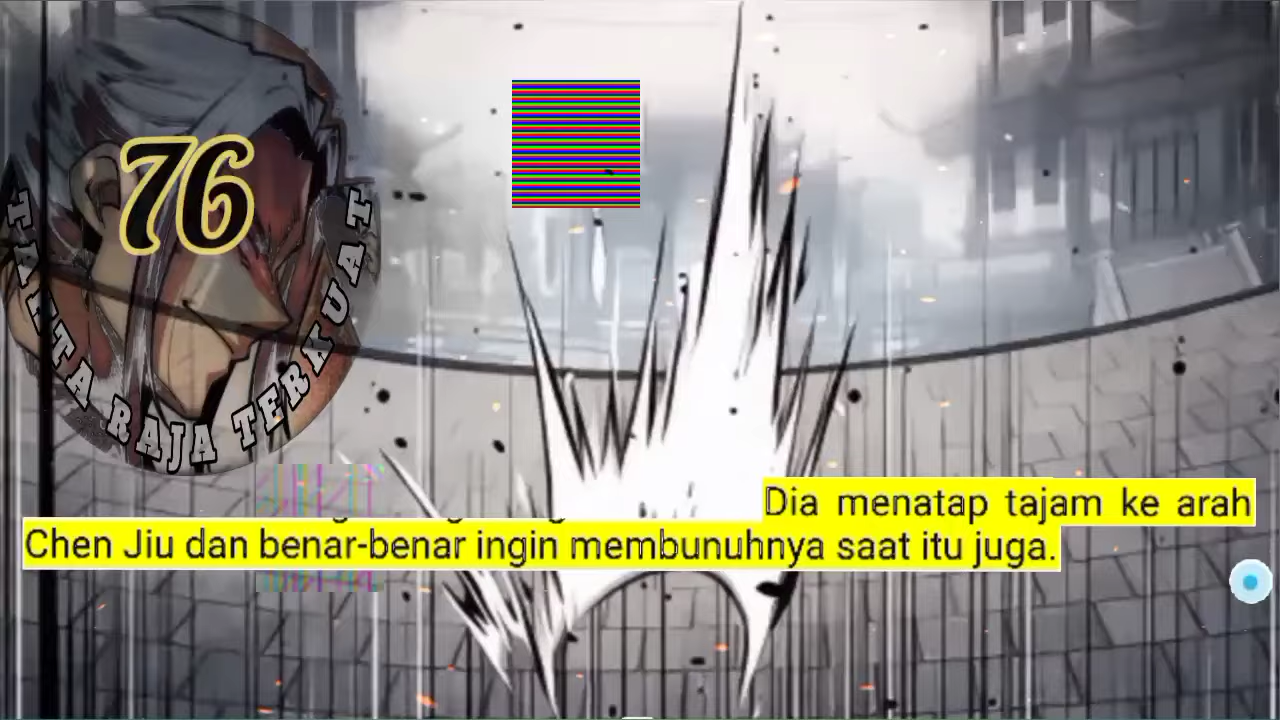 76
TAHTA RAJA TERKUAT
Dia menatap tajam ke arah
Chen Jiu dan benar-benar ingin membunuhnya saat itu juga.